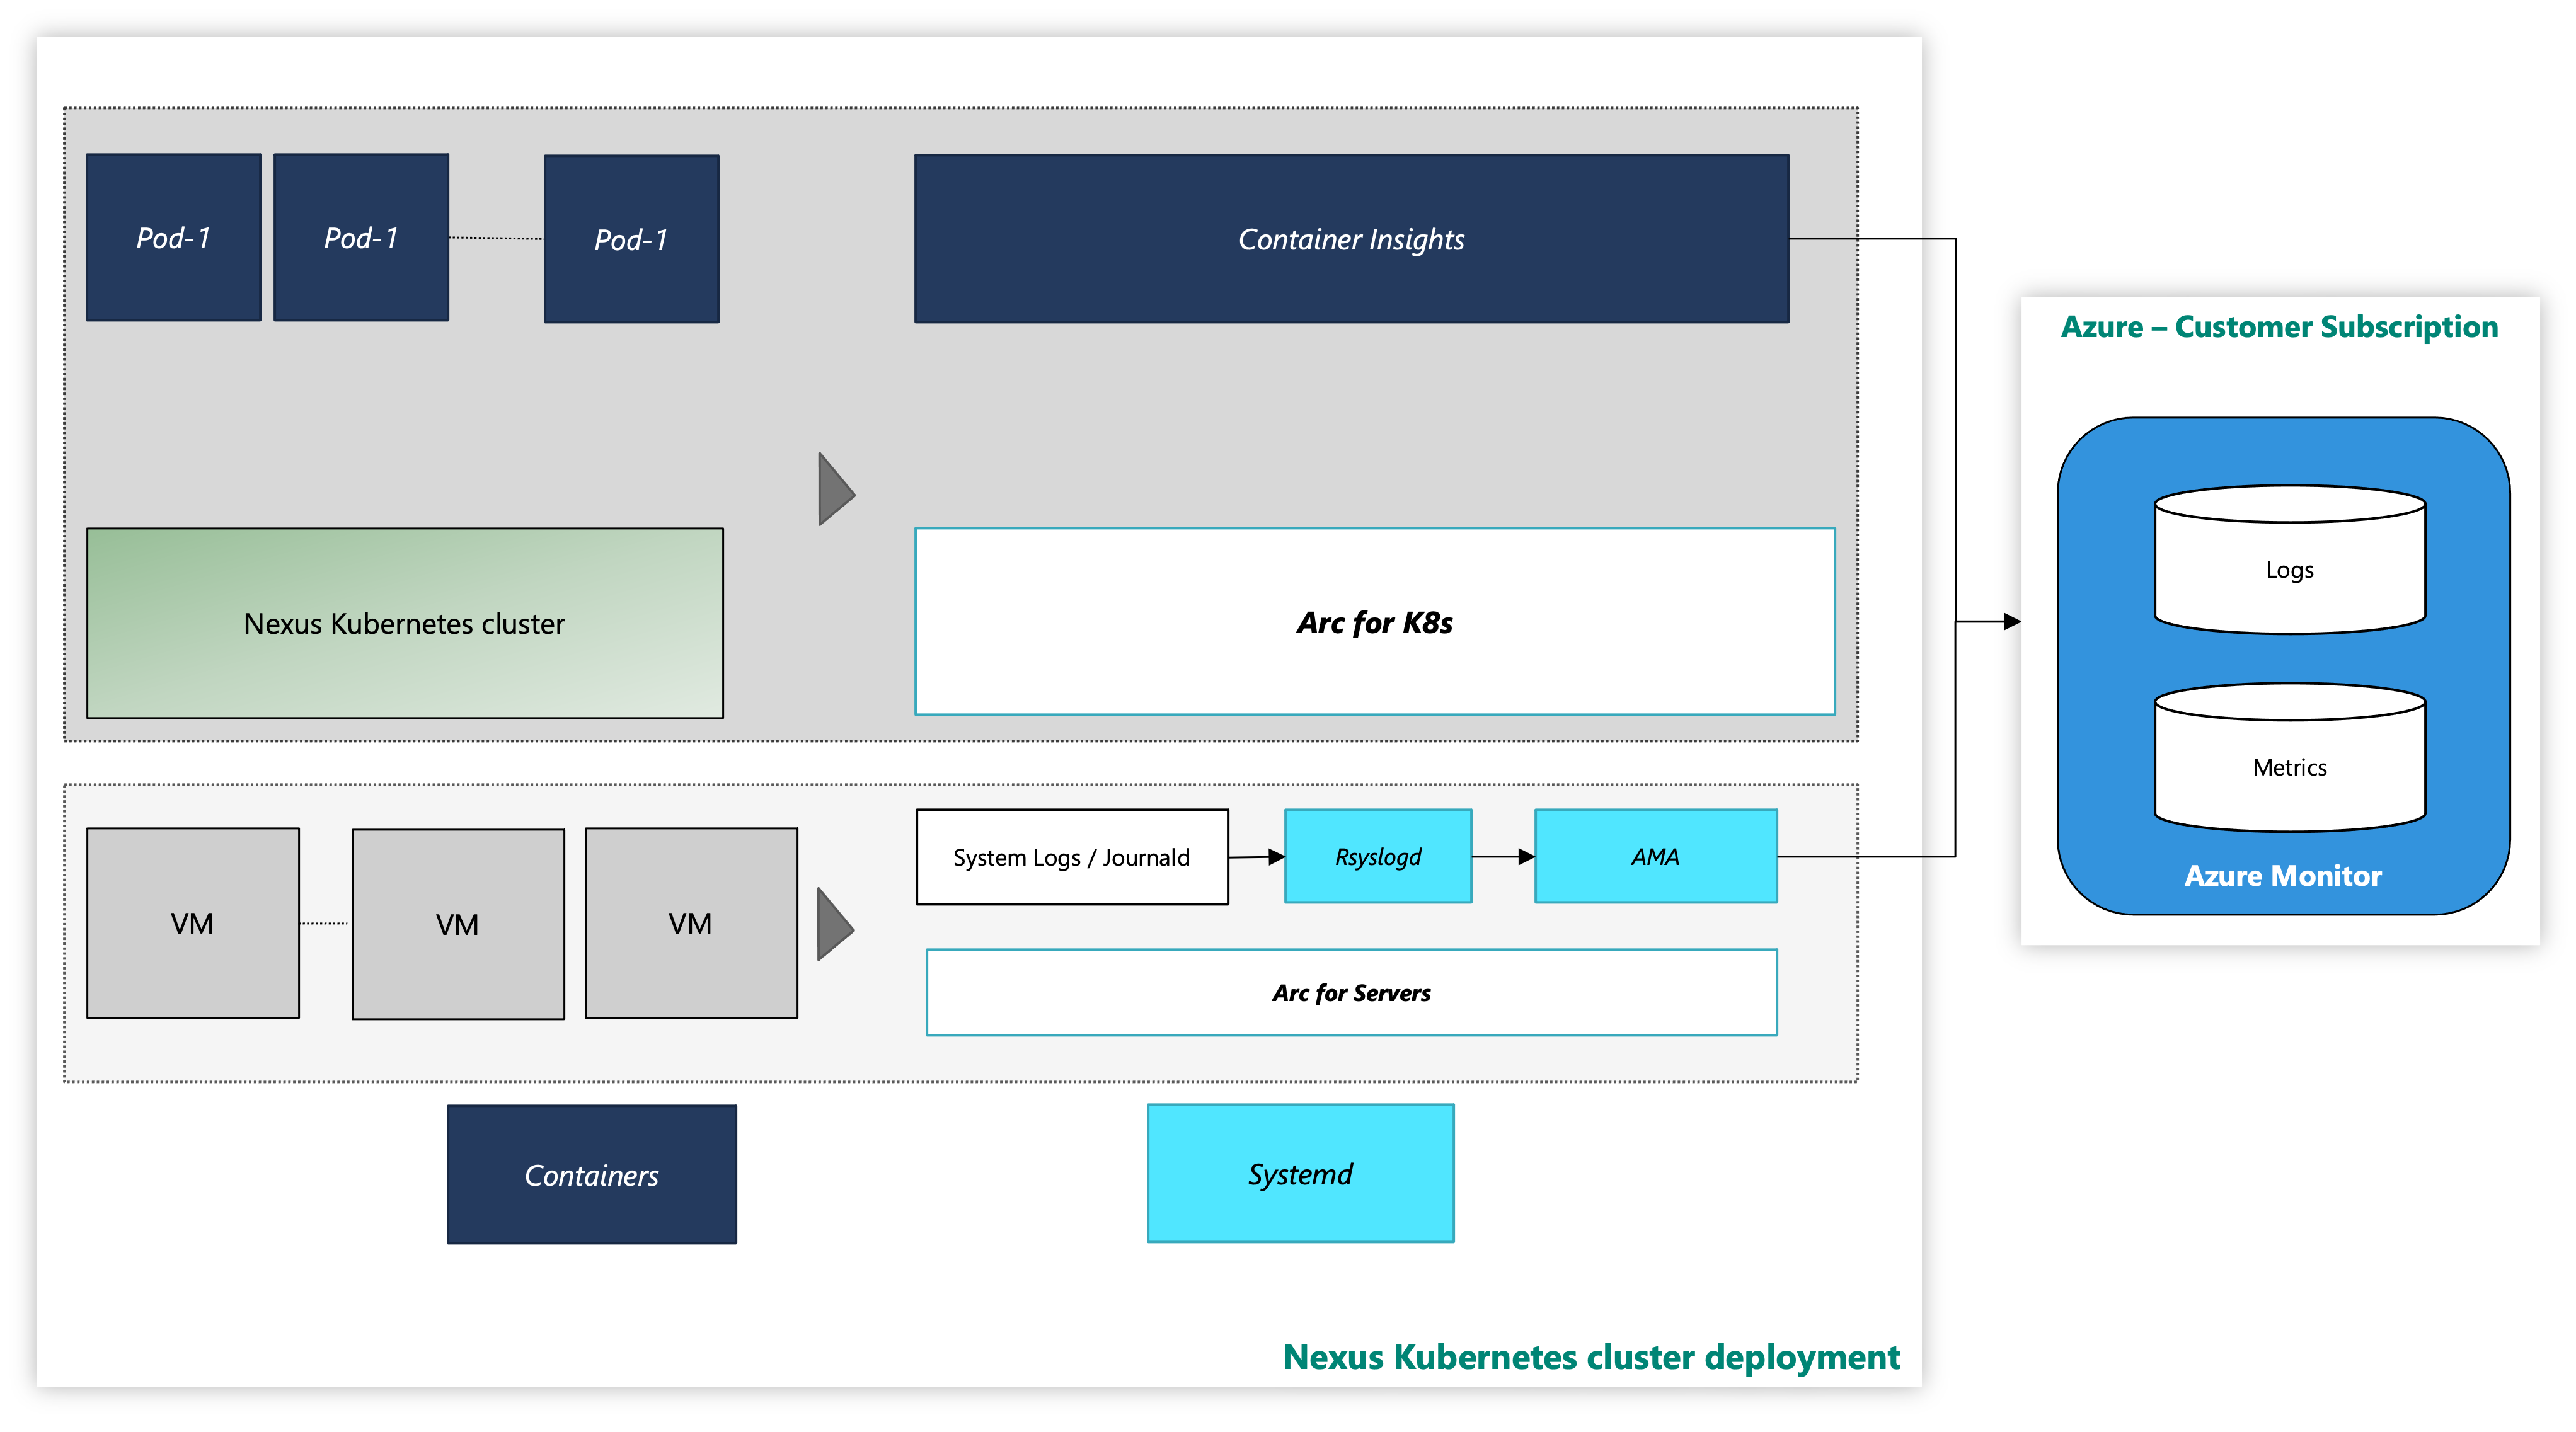 Pod-1
Pod-1
Pod-1
Container Insights
Nexus Kubernetes cluster
Arc for K8s
VM
VM
VM
System Logs / Journald
Rsyslogd
AMA
Arc for Servers
Containers
Systemd
Nexus Kubernetes cluster deployment
Azure – Customer Subscription
Logs
Metrics
Azure Monitor